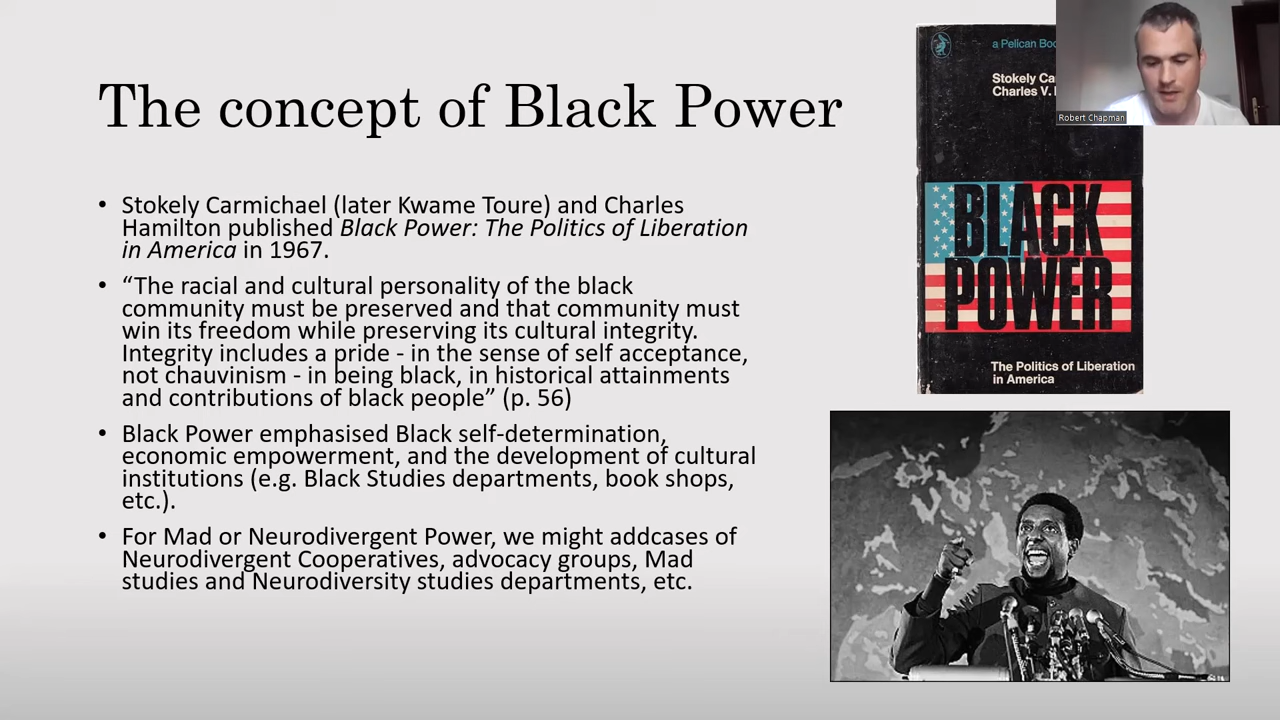 The concept of Black Power
• Stokely Carmichael (later Kwame Toure) and Charles
Hamilton published Black Power: The Politics of Liberation
in America in 1967.
• “The racial and cultural personality of the black
community must be preserved and that community must
win its freedom while preserving its cultural integrity.
Integrity includes a pride - in the sense of self acceptance,
not chauvinism - in being black, in historical attainments
and contributions of black people” (p. 56)
• Black Power emphasised Black self-determination,
economic empowerment, and the development of cultural
institutions (e.g. Black Studies departments, book shops,
etc.).
• For Mad or Neurodivergent Power, we might addcases of
Neurodivergent Cooperatives, advocacy groups, Mad
studies and Neurodiversity studies departments, etc.
a Pelican
Stokely
Charles V.
BLACK
POWER
The Politics of Liberation
in America
Robert Chapman